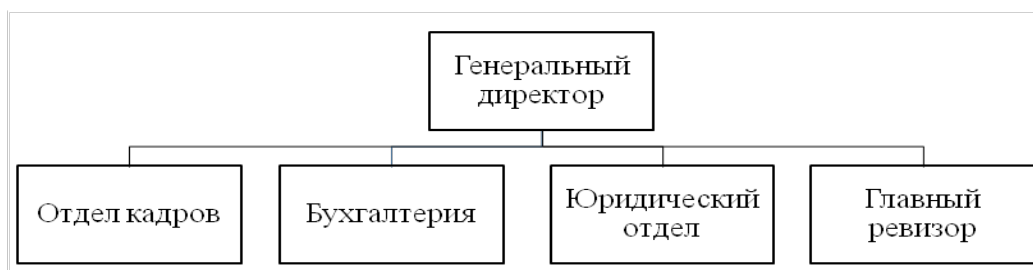 Генеральный
директор
Отдел кадров
Бухгалтерия
Юридический
отдел
Главный
ревизор